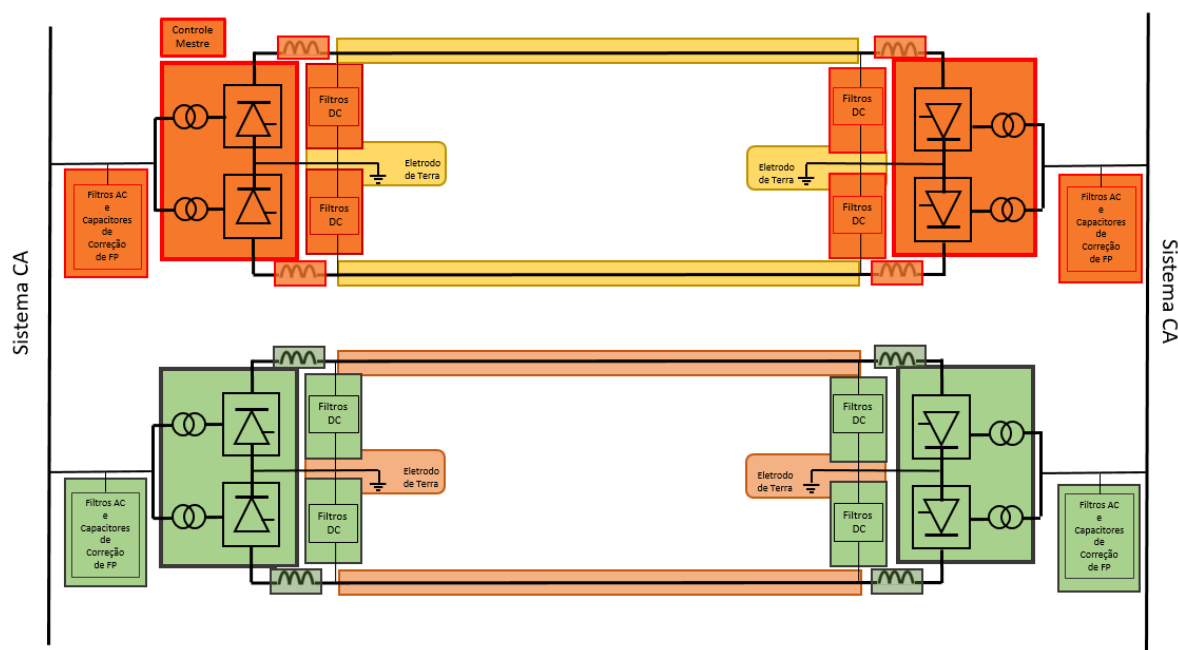 Controle
Mestre
Filtros
DC
Filtros
DC
Eletrodo
de Terra
Eletrodo
de Terra
Filtros
DC
Filtros
DC
Filtros AC
e
Capacitores
de
Correção
de FP
Filtros AC
e
Capacitores
de
Correção
de FP
Sistema CA
Sistema CA
Filtros
DC
Filtros
DC
Eletrodo
de Terra
Eletrodo
de Terra
Filtros
DC
Filtros
DC
Filtros AC
e
Capacitores
de
Correção
de FP
Filtros AC
e
Capacitores
de
Correção
de FP